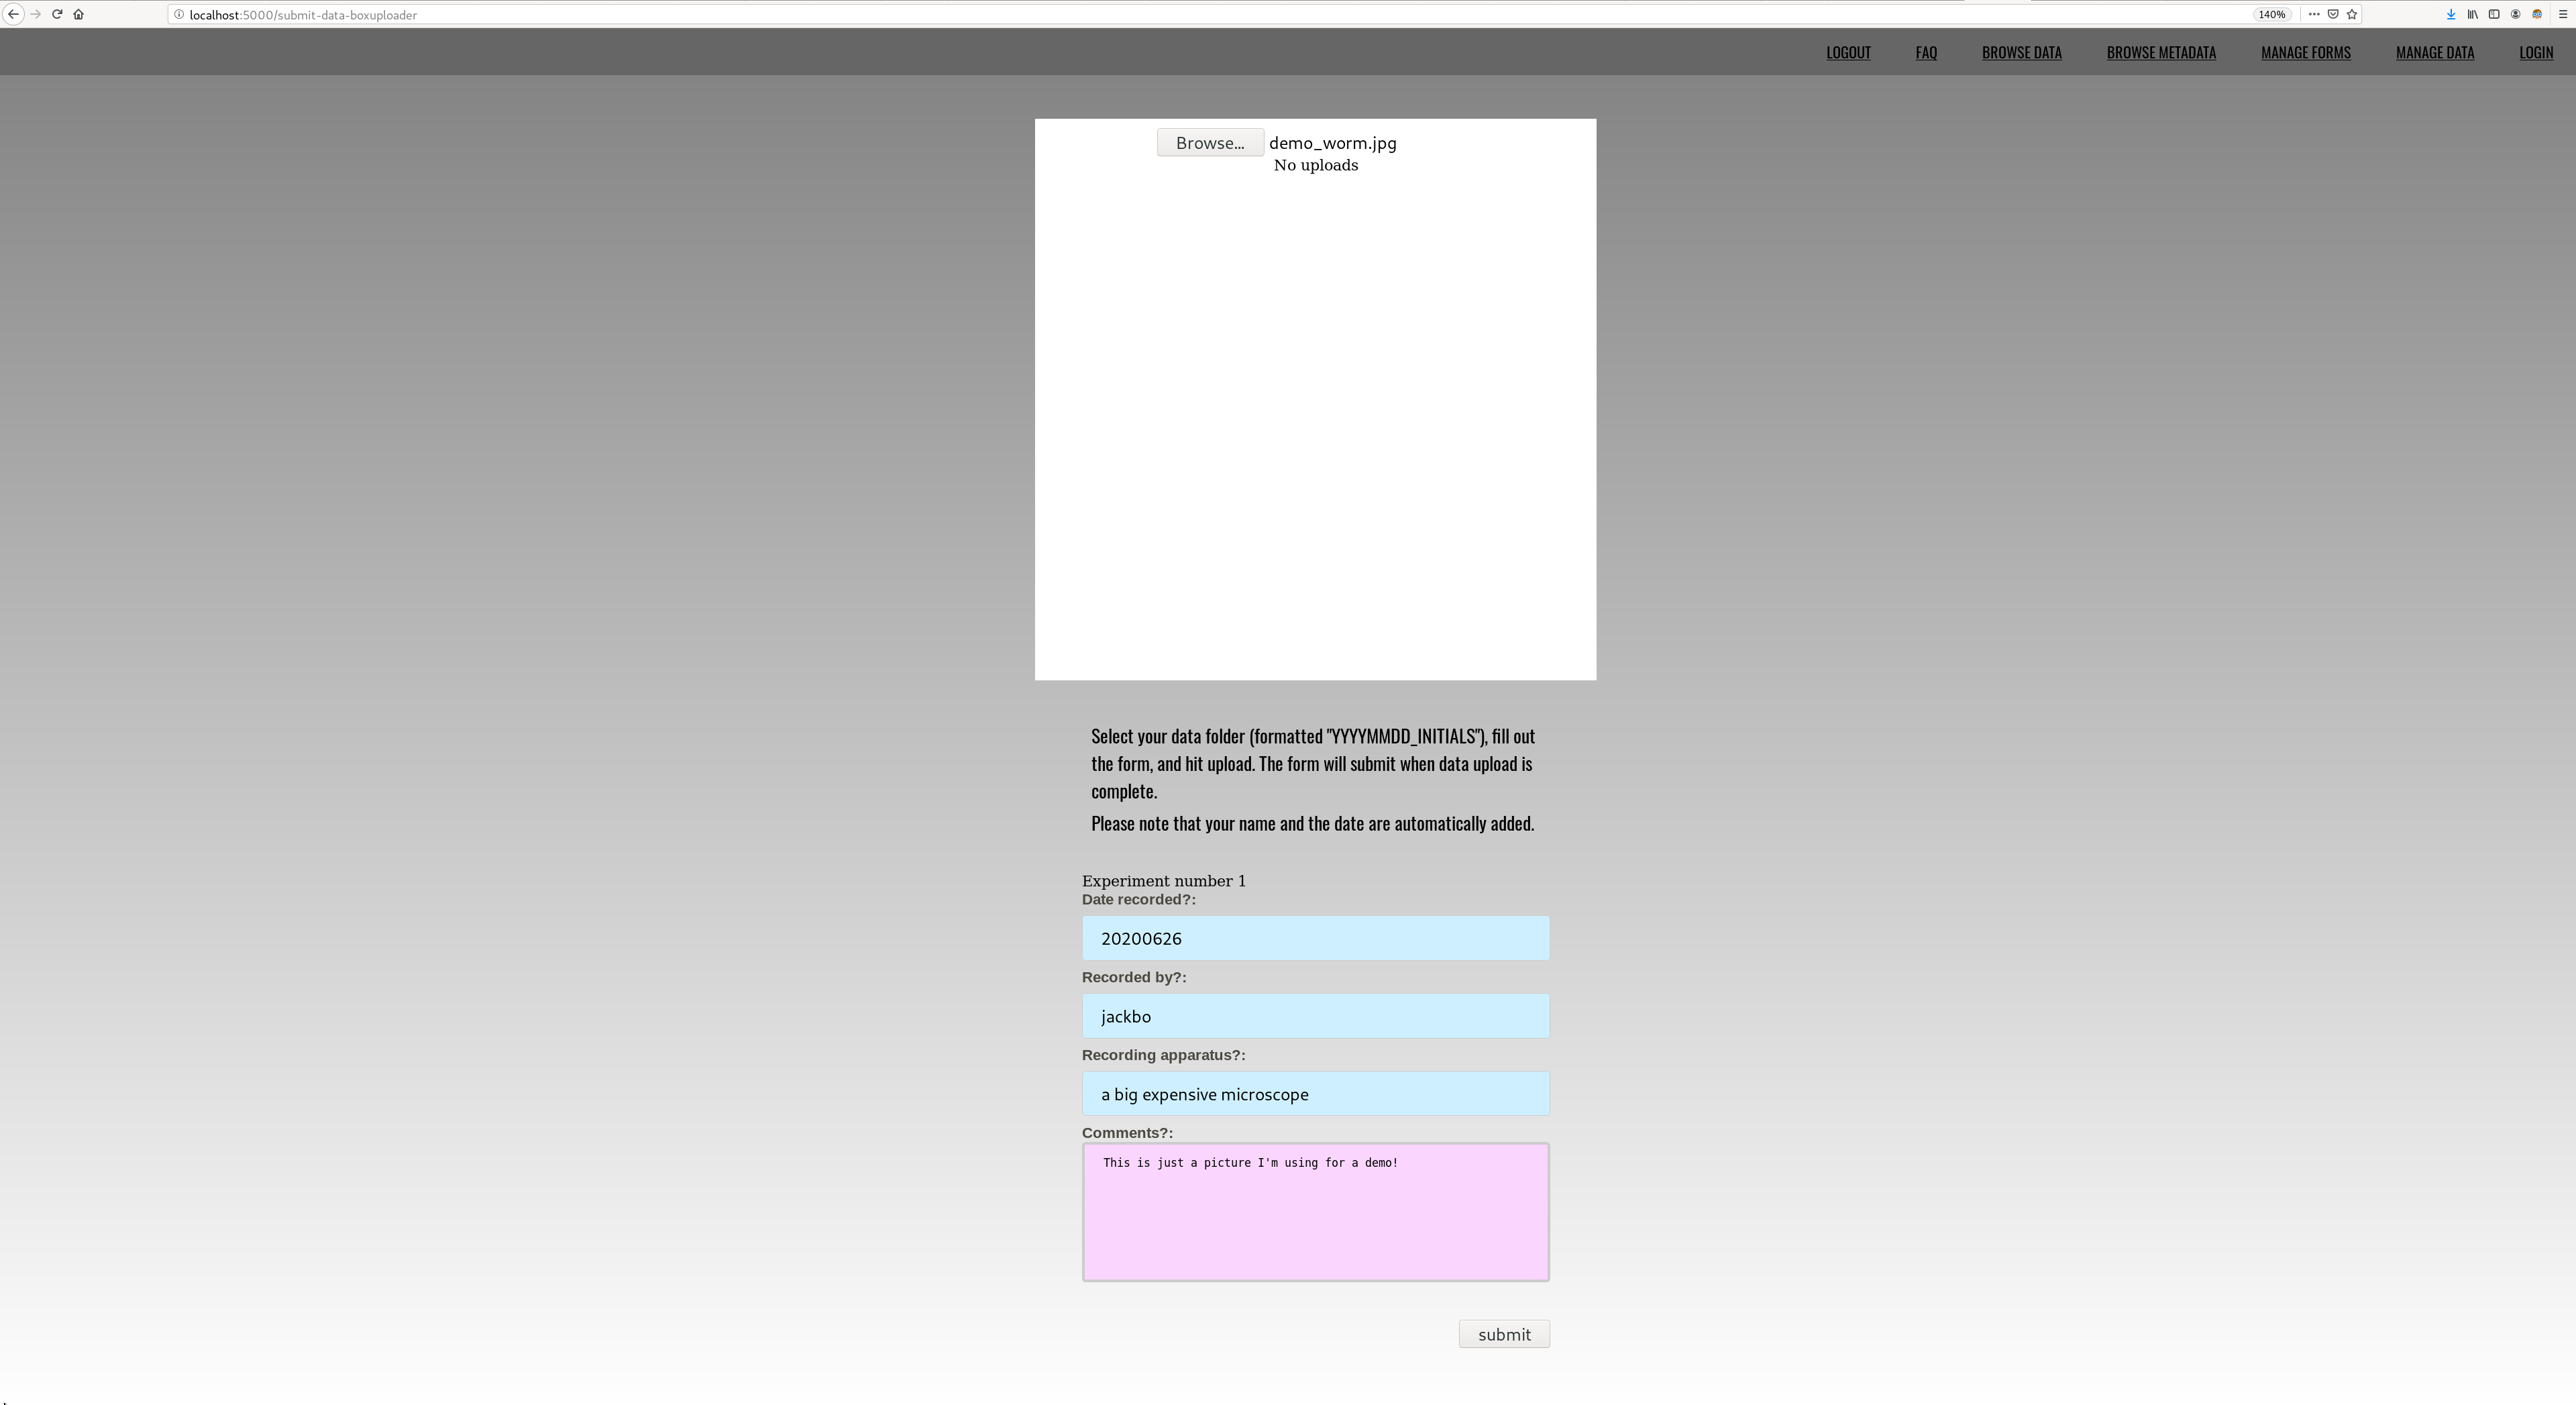 localhost:5000/submit-data-boxuploader
140%
LOGOUT FAQ BROWSE DATA BROWSE METADATA MANAGE FORMS MANAGE DATA LOGIN
Browse... demo_worm.jpg
No uploads
Select your data folder (formatted "YYYYMMDD_INITIALS"), fill out
the form, and hit upload. The form will submit when data upload is
complete.
Please note that your name and the date are automatically added.
Experiment number 1
Date recorded?:
20200626
Recorded by?:
jackbo
Recording apparatus?:
a big expensive microscope
Comments?:
This is just a picture I'm using for a demo!
submit